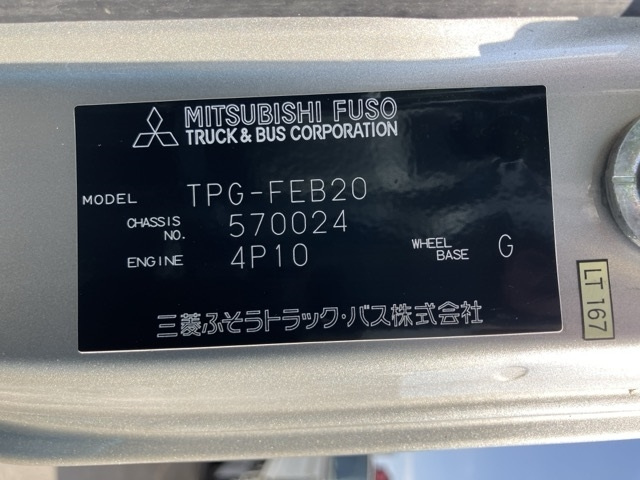 MITSUBISHI FUSO
TRUCK & BUS CORPORATION
MODEL TPG-FEB20
CHASSIS NO. 570024
ENGINE 4P10 WHEEL BASE G
三菱ふそうトラック・バス株式会社
LT167